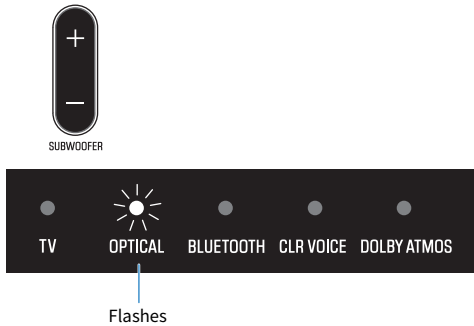 +
−
SUBWOOFER
TV OPTICAL BLUETOOTH CLR VOICE DOLBY ATMOS
Flashes